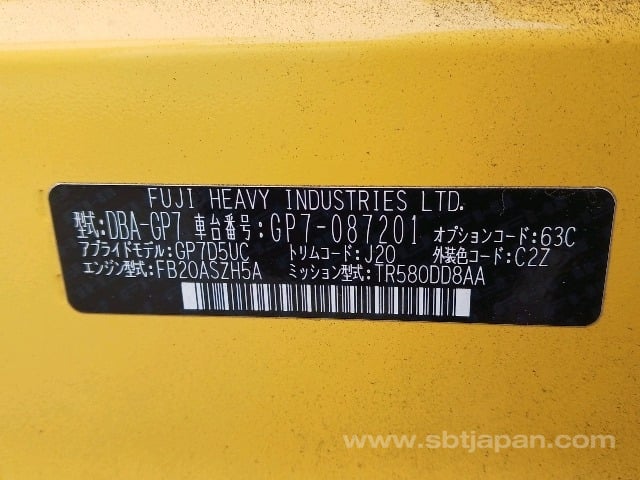 FUJI HEAVY INDUSTRIES LTD.
型式:DBA-GP7 車台番号:GP7-087201 オプションコード:63C
アプライドモデル:GP7D5UC トリムコード:J20 外装色コード:C2Z
エンジン型式:FB20ASZH5A ミッション型式:TR580DD8AA
www.sbtjapan.com